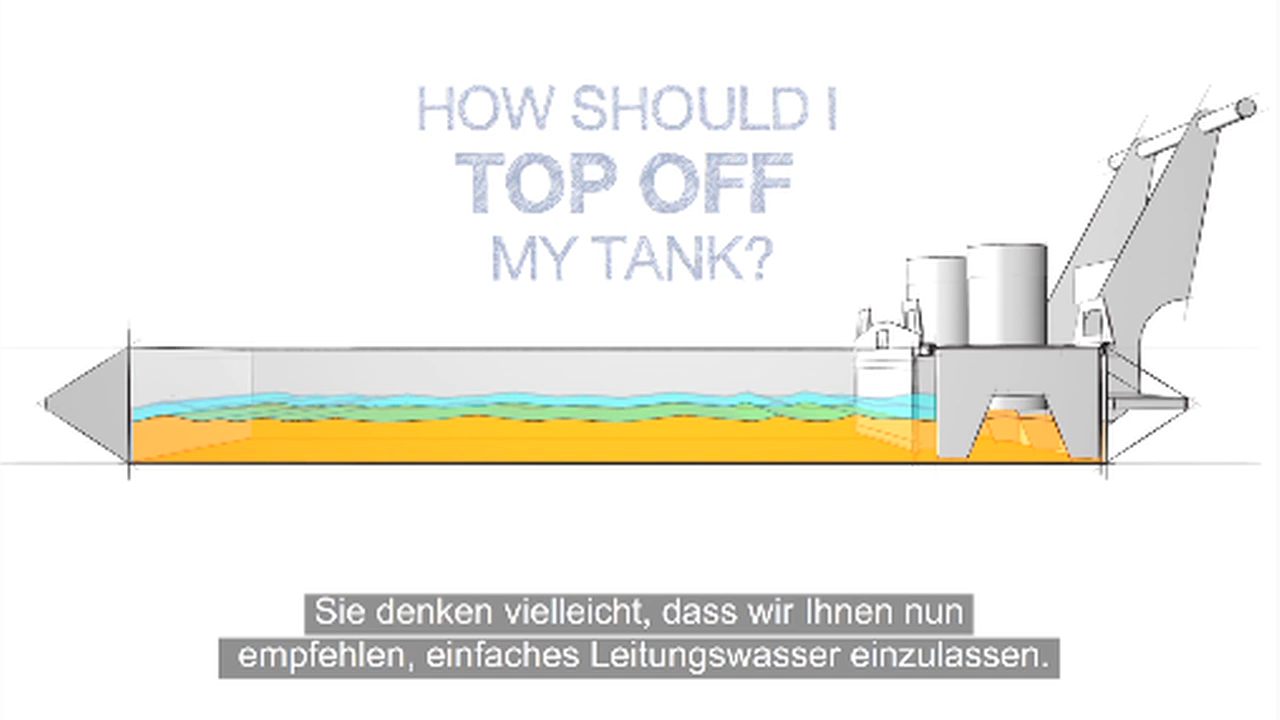 HOW SHOULD I
TOP OFF
MY TANK?
Sie denken vielleicht, dass wir Ihnen nun
empfehlen, einfaches Leitungswasser einzulassen.